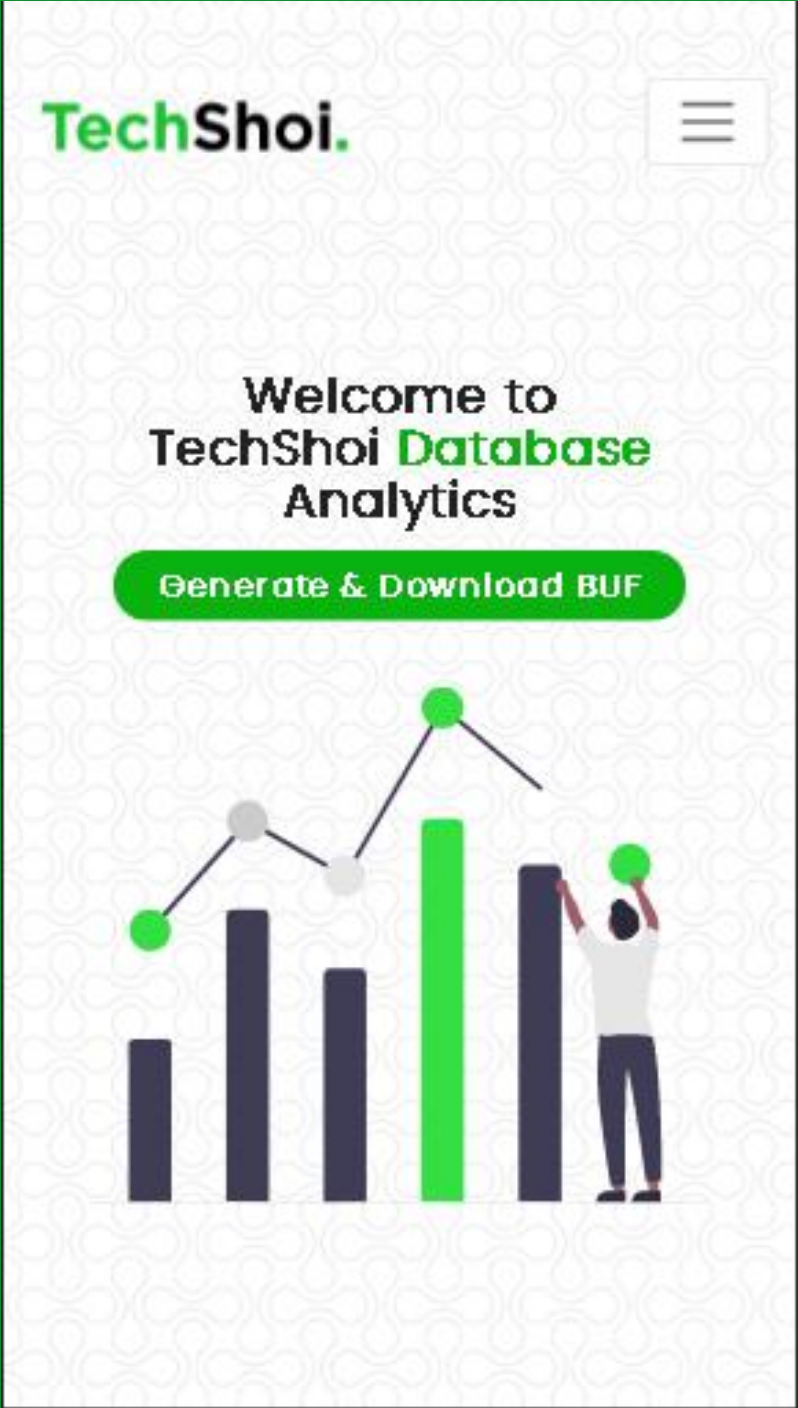 TechShoi.
Welcome to
TechShoi Database
Analytics
Generate & Download BUF